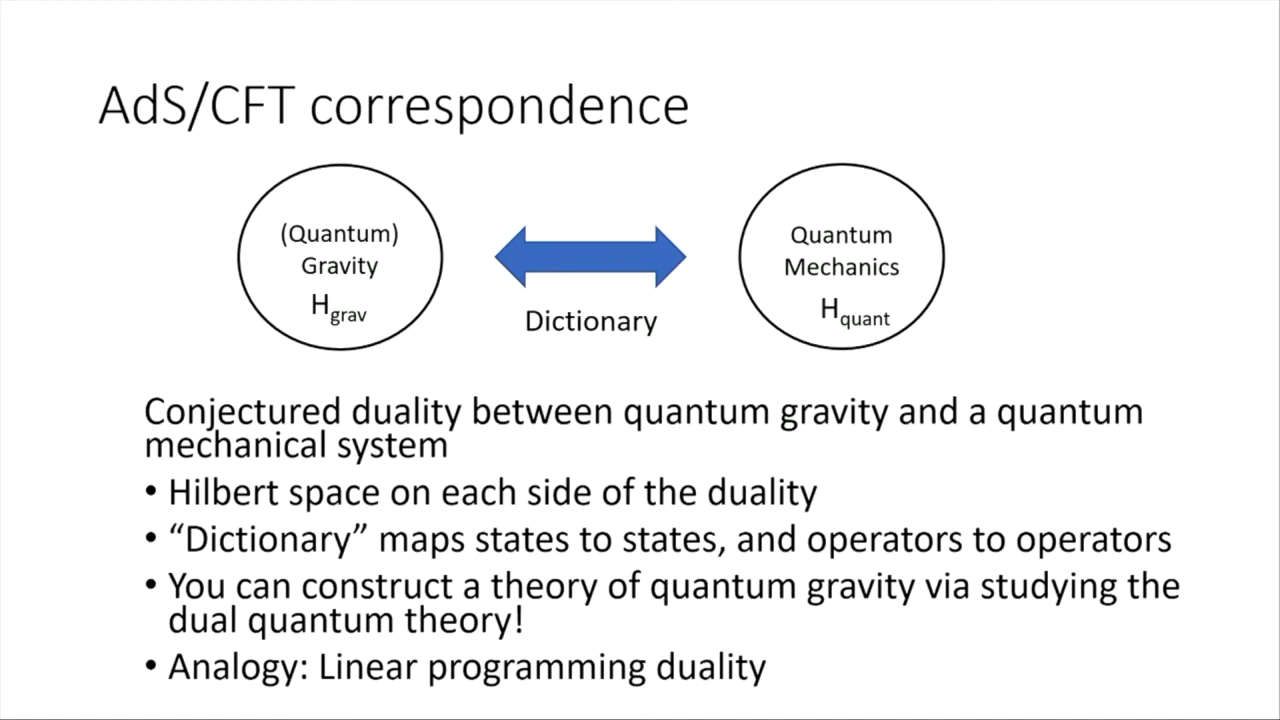 AdS/CFT correspondence
(Quantum)
Gravity
H_grav
Dictionary
Quantum
Mechanics
H_quant
Conjectured duality between quantum gravity and a quantum
mechanical system
• Hilbert space on each side of the duality
• “Dictionary” maps states to states, and operators to operators
• You can construct a theory of quantum gravity via studying the
dual quantum theory!
• Analogy: Linear programming duality